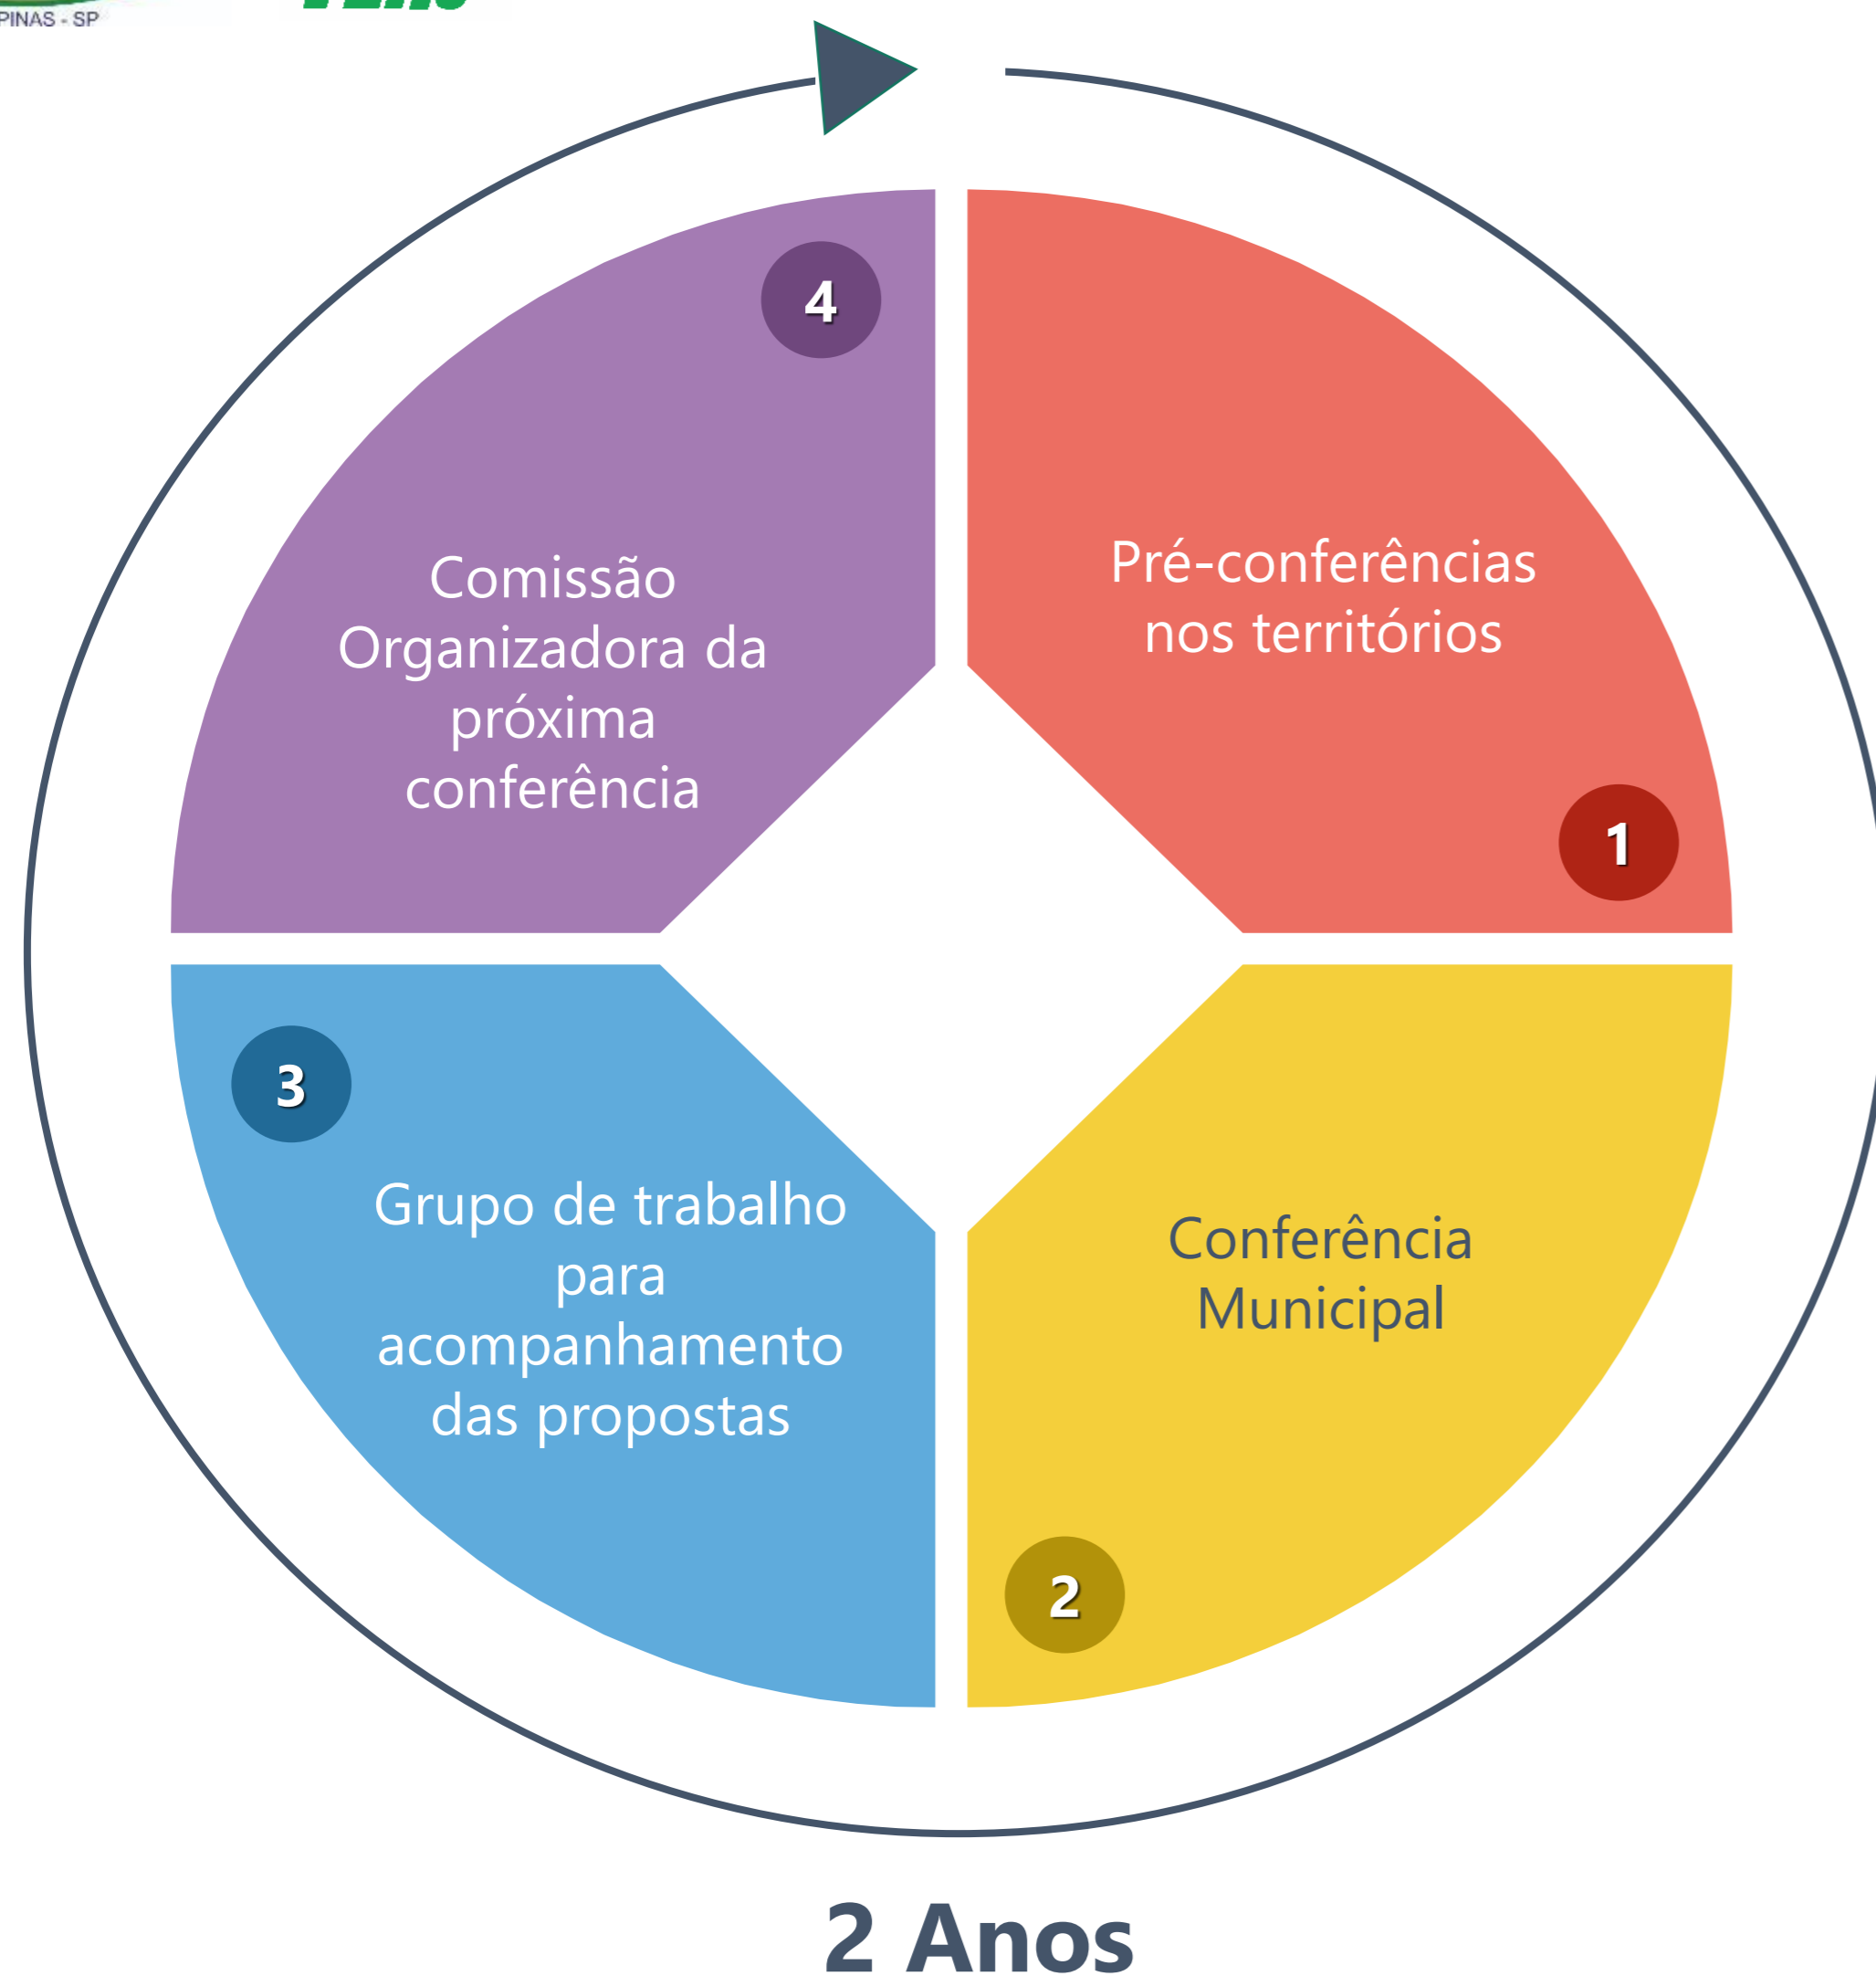 PINAS - SP
4
Comissão
Organizadora da
próxima
conferência
Pré-conferências
nos territórios
1
3
Grupo de trabalho
para
acompanhamento
das propostas
Conferência
Municipal
2
2 Anos